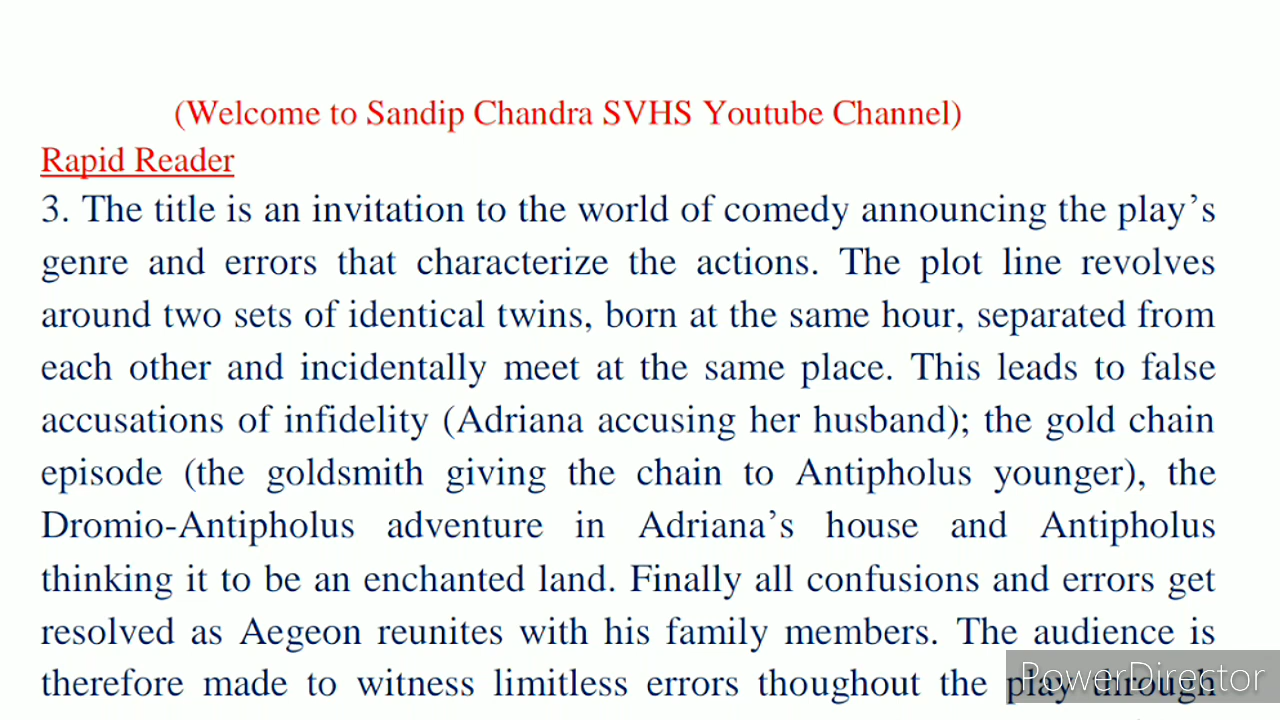 (Welcome to Sandip Chandra SVHS Youtube Channel)
Rapid Reader
3. The title is an invitation to the world of comedy announcing the play’s
genre and errors that characterize the actions. The plot line revolves
around two sets of identical twins, born at the same hour, separated from
each other and incidentally meet at the same place. This leads to false
accusations of infidelity (Adriana accusing her husband); the gold chain
episode (the goldsmith giving the chain to Antipholus younger), the
Dromio-Antipholus adventure in Adriana’s house and Antipholus
thinking it to be an enchanted land. Finally all confusions and errors get
resolved as Aegeon reunites with his family members. The audience is
therefore made to witness limitless errors thoughout the play through
PowerDirector